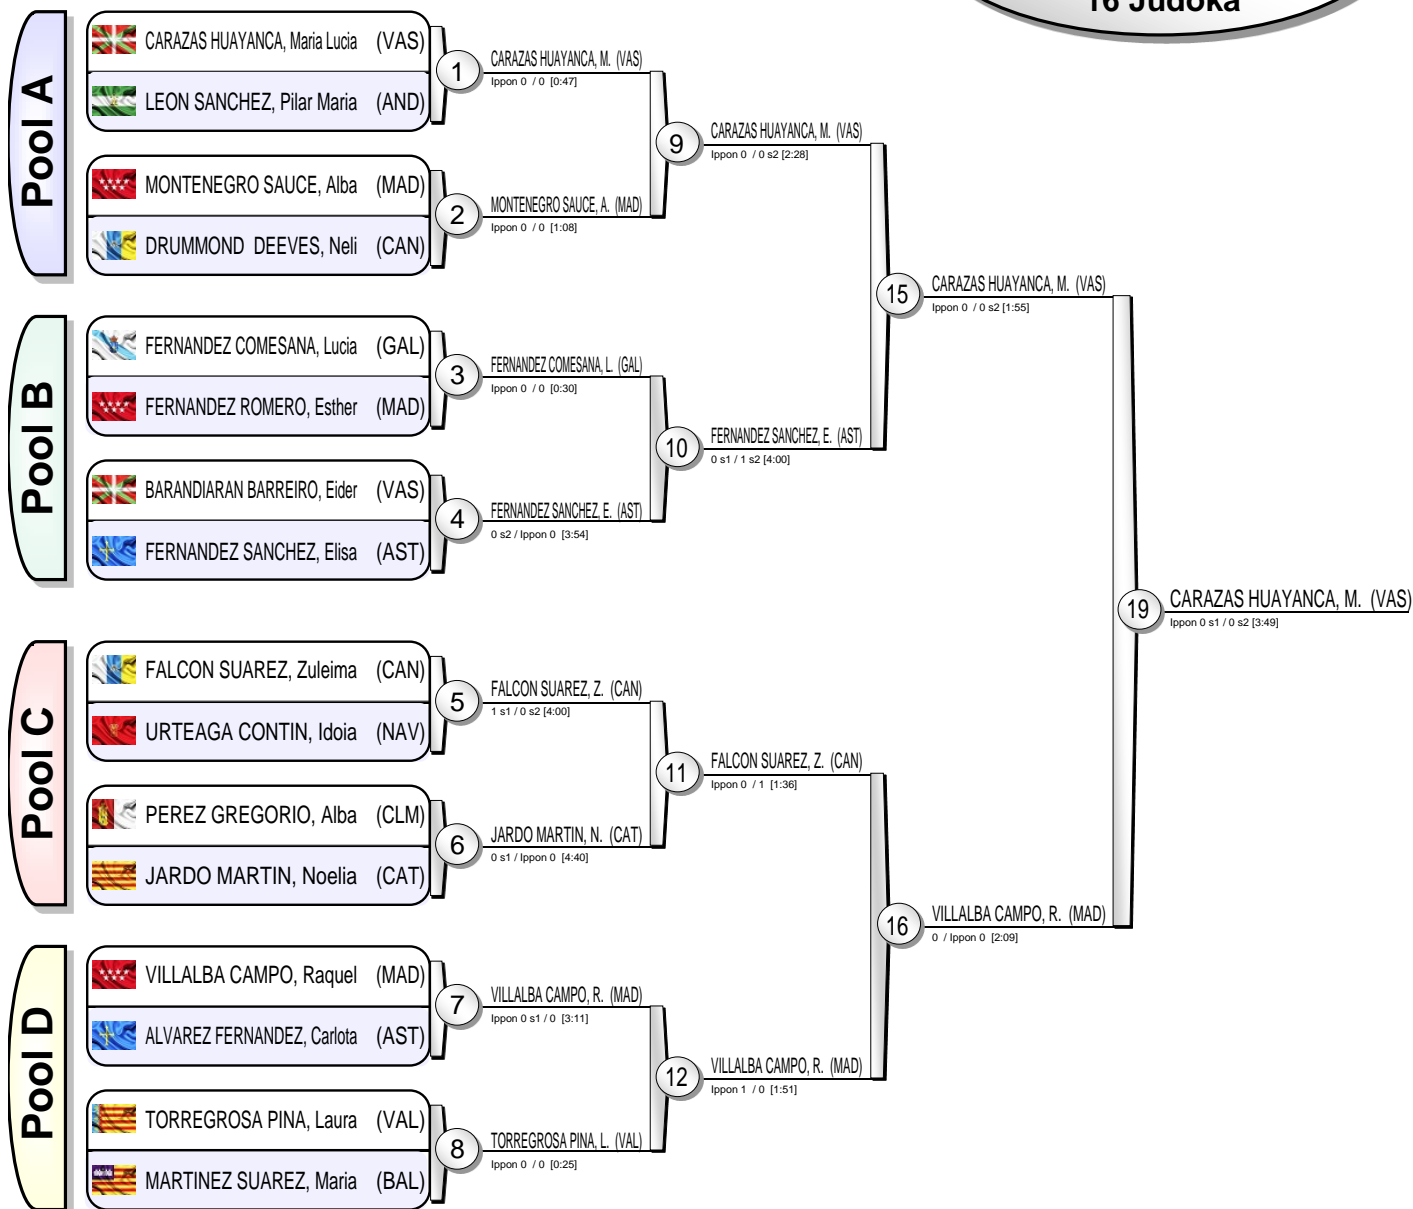 16 Judoka
Pool A
CARAZAS HUAYANCA, Maria Lucia (VAS)
LEON SANCHEZ, Pilar Maria (AND)
MONTENEGRO SAUCE, Alba (MAD)
DRUMMOND DEEVES, Neli (CAN)
Pool B
FERNANDEZ COMESANA, Lucia (GAL)
FERNANDEZ ROMERO, Esther (MAD)
BARANDIARAN BARREIRO, Eider (VAS)
FERNANDEZ SANCHEZ, Elisa (AST)
Pool C
FALCON SUAREZ, Zuleima (CAN)
URTEAGA CONTIN, Idoia (NAV)
PEREZ GREGORIO, Alba (CLM)
JARDO MARTIN, Noelia (CAT)
Pool D
VILLALBA CAMPO, Raquel (MAD)
ALVAREZ FERNANDEZ, Carlota (AST)
TORREGROSA PINA, Laura (VAL)
MARTINEZ SUAREZ, Maria (BAL)
1
CARAZAS HUAYANCA, M. (VAS)
Ippon 0 / 0 [0:47]
2
MONTENEGRO SAUCE, A. (MAD)
Ippon 0 / 0 [1:08]
3
FERNANDEZ COMESANA, L. (GAL)
Ippon 0 / 0 [0:30]
4
FERNANDEZ SANCHEZ, E. (AST)
0 s2 / Ippon 0 [3:54]
5
FALCON SUAREZ, Z. (CAN)
1 s1 / 0 s2 [4:00]
6
JARDO MARTIN, N. (CAT)
0 s1 / Ippon 0 [4:40]
7
VILLALBA CAMPO, R. (MAD)
Ippon 0 s1 / 0 [3:11]
8
TORREGROSA PINA, L. (VAL)
Ippon 0 / 0 [0:25]
9
CARAZAS HUAYANCA, M. (VAS)
Ippon 0 / 0 s2 [2:28]
10
FERNANDEZ SANCHEZ, E. (AST)
0 s1 / 1 s2 [4:00]
11
FALCON SUAREZ, Z. (CAN)
Ippon 0 / 1 [1:36]
12
VILLALBA CAMPO, R. (MAD)
Ippon 1 / 0 [1:51]
15
CARAZAS HUAYANCA, M. (VAS)
Ippon 0 / 0 s2 [1:55]
16
VILLALBA CAMPO, R. (MAD)
0 / Ippon 0 [2:09]
19
CARAZAS HUAYANCA, M. (VAS)
Ippon 0 s1 / 0 s2 [3:49]